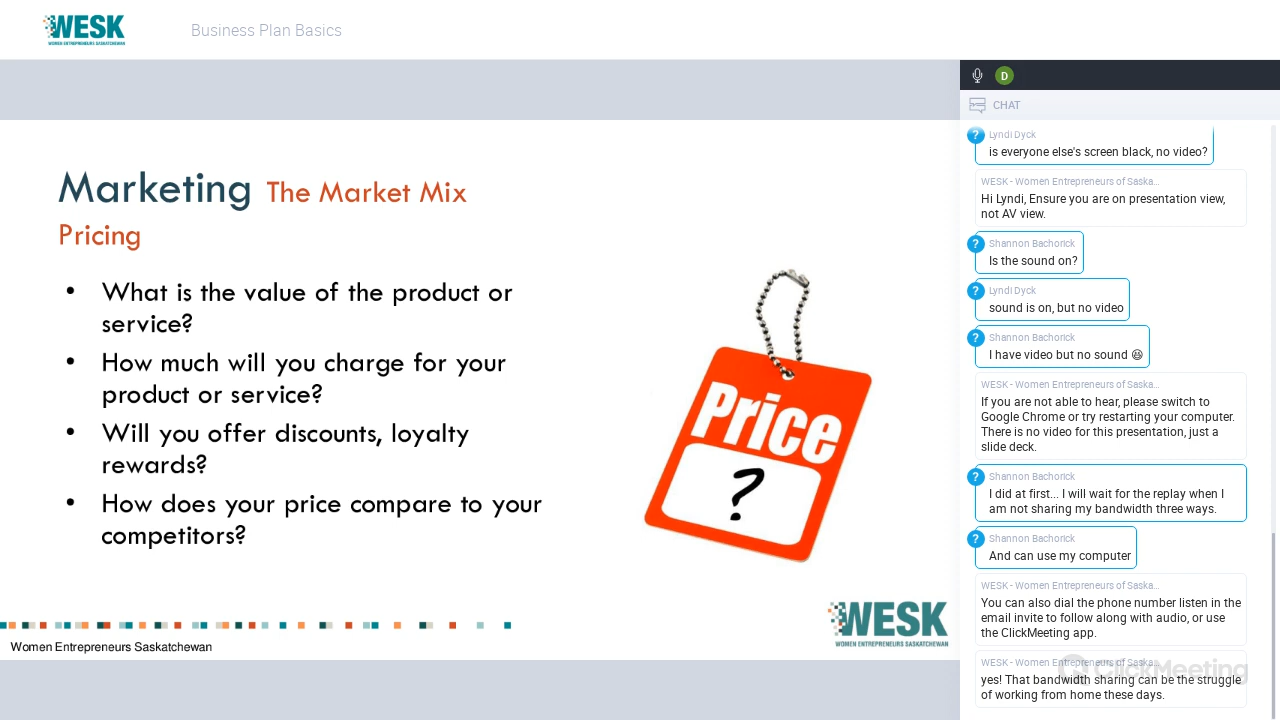 WESK
WOMEN ENTREPRENEURS SASKATCHEWAN
Business Plan Basics
D
CHAT
Marketing The Market Mix
Pricing
• What is the value of the product or
service?
• How much will you charge for your
product or service?
• Will you offer discounts, loyalty
rewards?
• How does your price compare to your
competitors?
Price
?
WESK
WOMEN ENTREPRENEURS SASKATCHEWAN
Women Entrepreneurs Saskatchewan
?
Lyndi Dyck
is everyone else's screen black, no video?
WESK - Women Entrepreneurs of Saska...
Hi Lyndi, Ensure you are on presentation view,
not AV view.
?
Shannon Bachorick
Is the sound on?
?
Lyndi Dyck
sound is on, but no video
?
Shannon Bachorick
I have video but no sound 😆
WESK - Women Entrepreneurs of Saska...
If you are not able to hear, please switch to
Google Chrome or try restarting your computer.
There is no video for this presentation, just a
slide deck.
?
Shannon Bachorick
I did at first... I will wait for the replay when I
am not sharing my bandwidth three ways.
?
Shannon Bachorick
And can use my computer
WESK - Women Entrepreneurs of Saska...
You can also dial the phone number listen in the
email invite to follow along with audio, or use
the ClickMeeting app.
WESK - Women Entrepreneurs of Saska...
yes! That bandwidth sharing can be the struggle
of working from home these days.
ClickMeeting